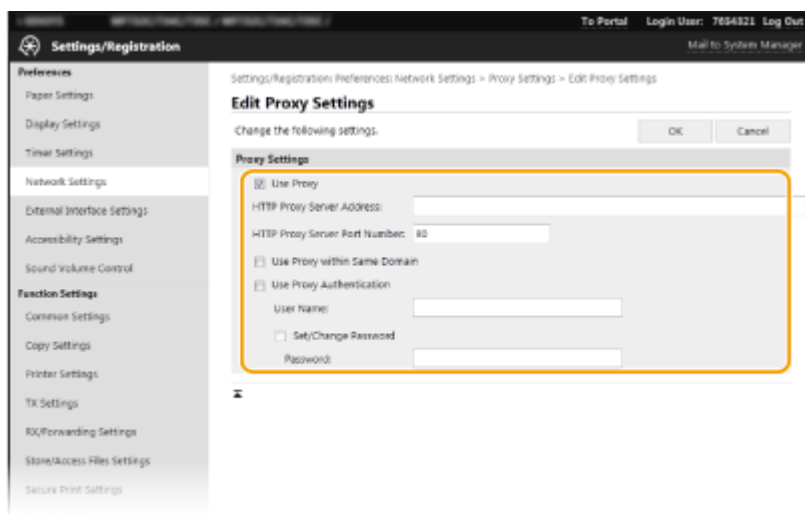 To Portal Login User: 7654321 Log Out
Settings/Registration
Mail to System Manager
Preferences
Paper Settings
Display Settings
Timer Settings
Network Settings
External Interface Settings
Accessibility Settings
Sound Volume Control
Function Settings
Common Settings
Copy Settings
Printer Settings
TX Settings
RX/Forwarding Settings
Store/Access Files Settings
Secure Print Settings
Settings/Registration: Preferences: Network Settings > Proxy Settings > Edit Proxy Settings
Edit Proxy Settings
Change the following settings.
OK
Cancel
Proxy Settings
Use Proxy
HTTP Proxy Server Address:
HTTP Proxy Server Port Number: 80
Use Proxy within Same Domain
Use Proxy Authentication
User Name:
Set/Change Password
Password: